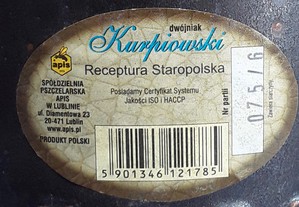 dwójniak
Kurpiowski
Receptura Staropolska
apis
SPÓŁDZIELNIA
PSZCZELARSKA
APIS
W LUBLINIE
ul. Diamentowa 23
20-471 Lublin
www.apis.pl
PRODUKT POLSKI
Posiadamy Certyfikat Systemu
Jakości ISO i HACCP
5 901346 121785
Nr partii
075/6